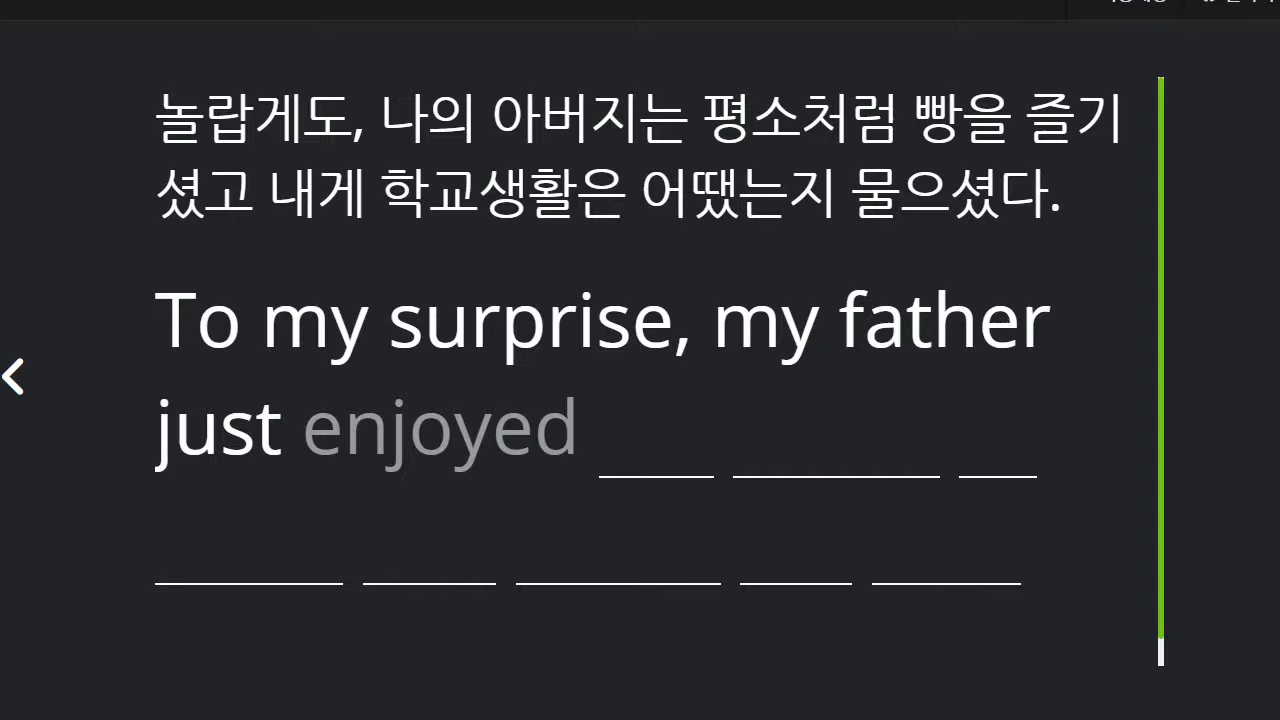 놀랍게도, 나의 아버지는 평소처럼 빵을 즐기
셨고 내게 학교생활은 어땠는지 물으셨다.
To my surprise, my father
just enjoyed